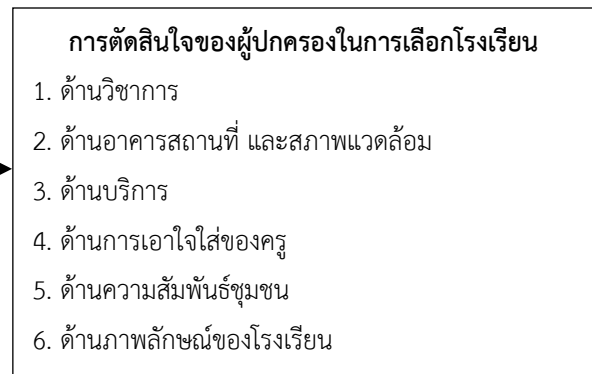 การตัดสินใจของผู้ปกครองในการเลือกโรงเรียน
1. ด้านวิชาการ
2. ด้านอาคารสถานที่ และสภาพแวดล้อม
3. ด้านบริการ
4. ด้านการเอาใจใส่ของครู
5. ด้านความสัมพันธ์ชุมชน
6. ด้านภาพลักษณ์ของโรงเรียน